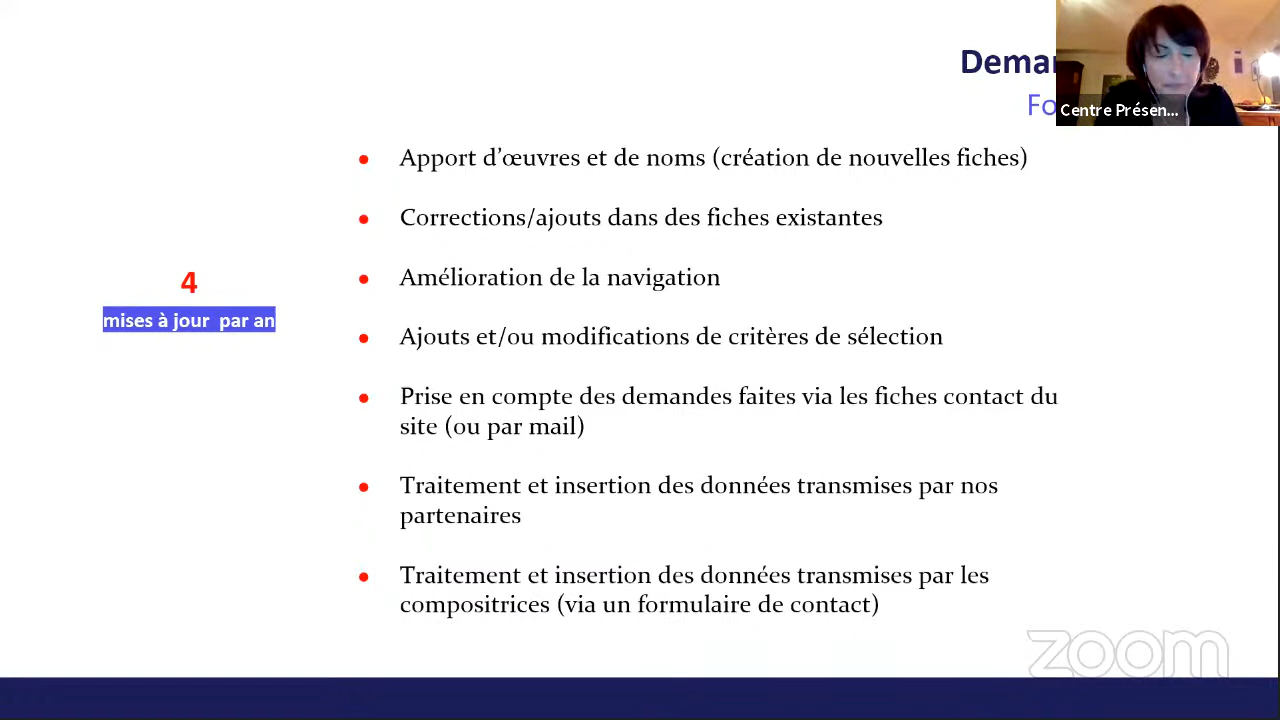 Apport d’œuvres et de noms (création de nouvelles fiches)
Corrections/ajouts dans des fiches existantes
Amélioration de la navigation
4
mises à jour  par an
Ajouts et/ou modifications de critères de sélection
Prise en compte des demandes faites via les fiches contact du
site (ou par mail)
Traitement et insertion des données transmises par nos
partenaires
Traitement et insertion des données transmises par les
compositrices (via un formulaire de contact)
Centre Présen...
zoom